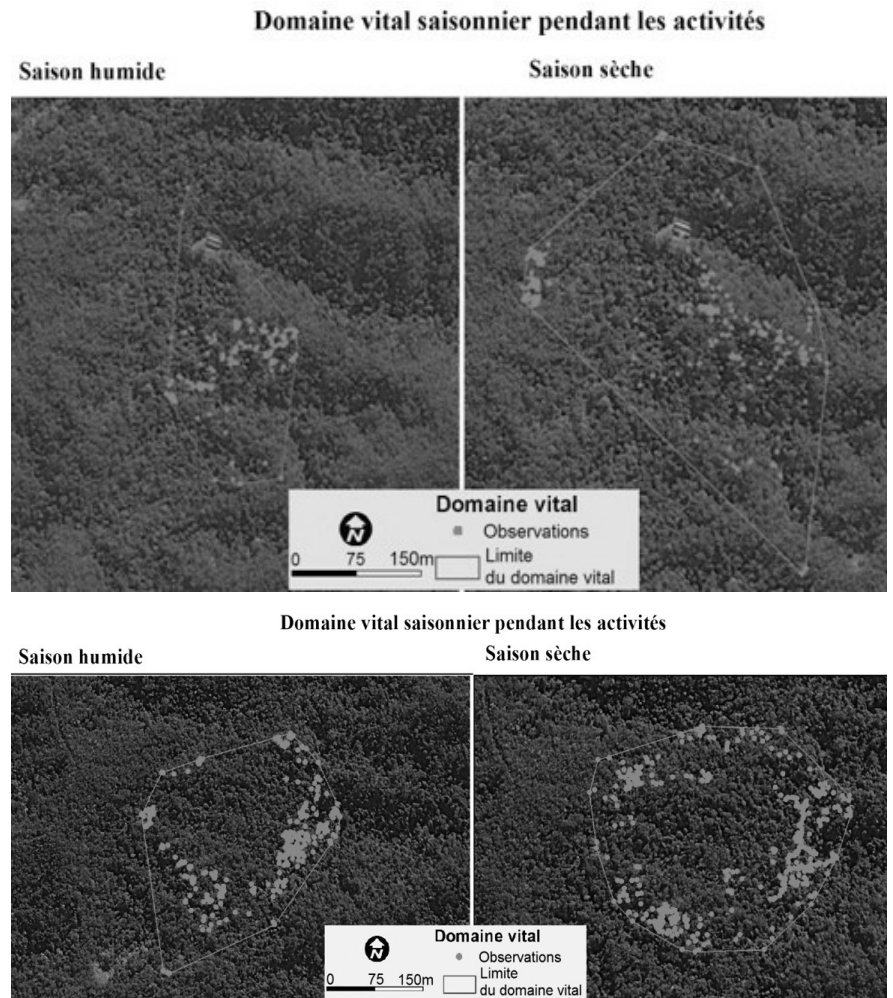 Domaine vital saisonnier pendant les activités
Saison humide
Saison sèche
Domaine vital
Observations
N
0 75 150m
Limite
du domaine vital
Domaine vital saisonnier pendant les activités
Saison humide
Saison sèche
Domaine vital
Observations
N
0 75 150m
Limite
du domaine vital